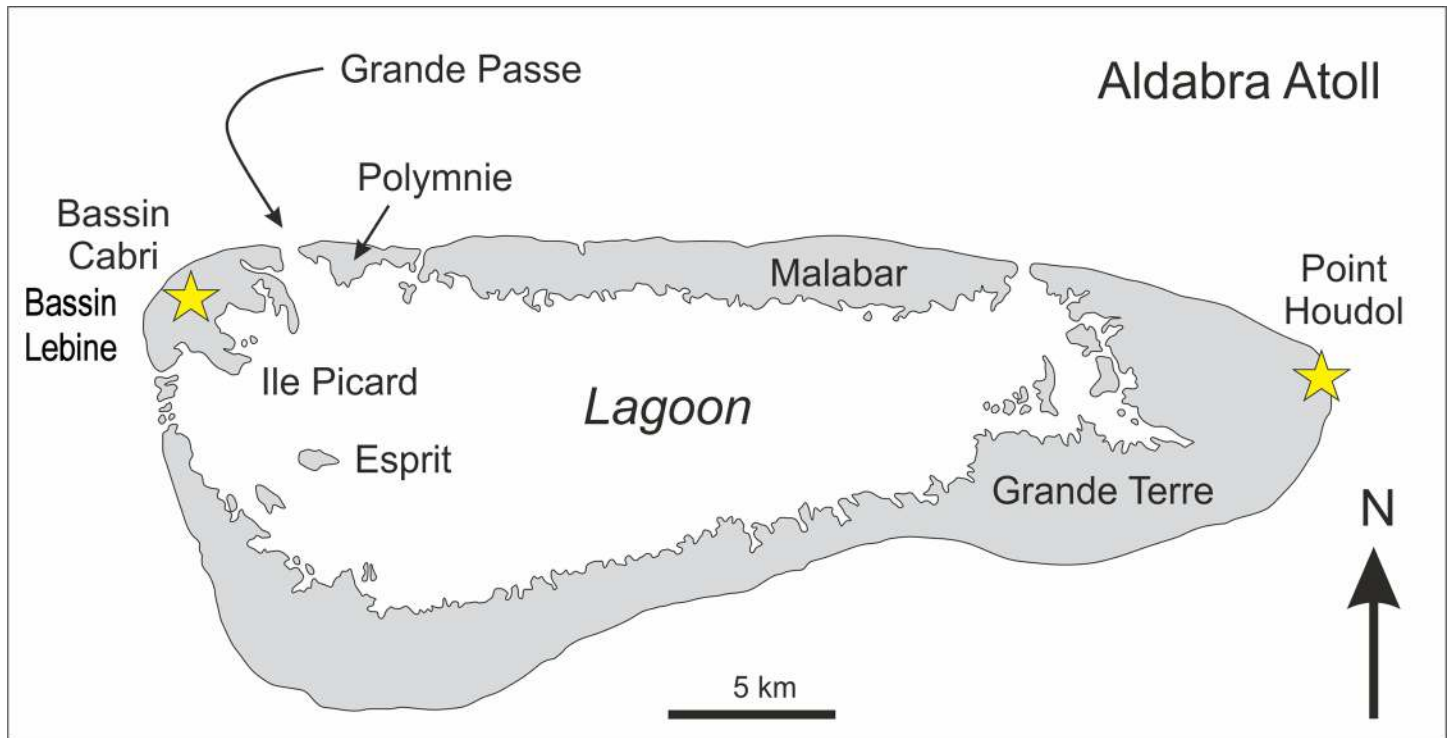 Grande Passe
Aldabra Atoll
Polymnie
Bassin
Cabri
Bassin
Lebine
Malabar
Point
Houdol
Ile Picard
Lagoon
Esprit
Grande Terre
N
5 km